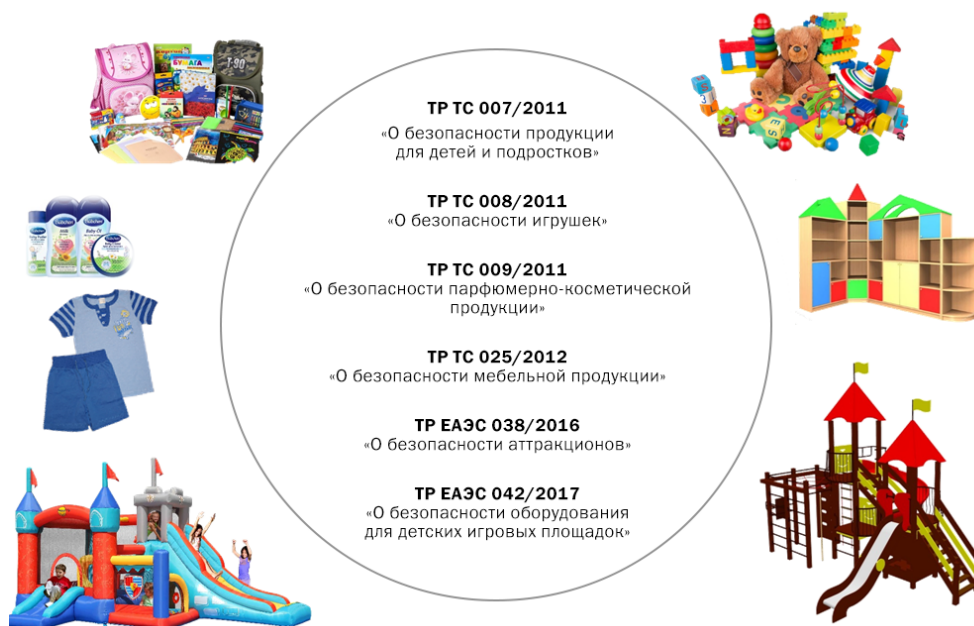 БУМАГА
Т-90
ТР ТС 007/2011
«О безопасности продукции
для детей и подростков»
ТР ТС 008/2011
«О безопасности игрушек»
ТР ТС 009/2011
«О безопасности парфюмерно-косметической
продукции»
ТР ТС 025/2012
«О безопасности мебельной продукции»
ТР ЕАЭС 038/2016
«О безопасности аттракционов»
ТР ЕАЭС 042/2017
«О безопасности оборудования
для детских игровых площадок»